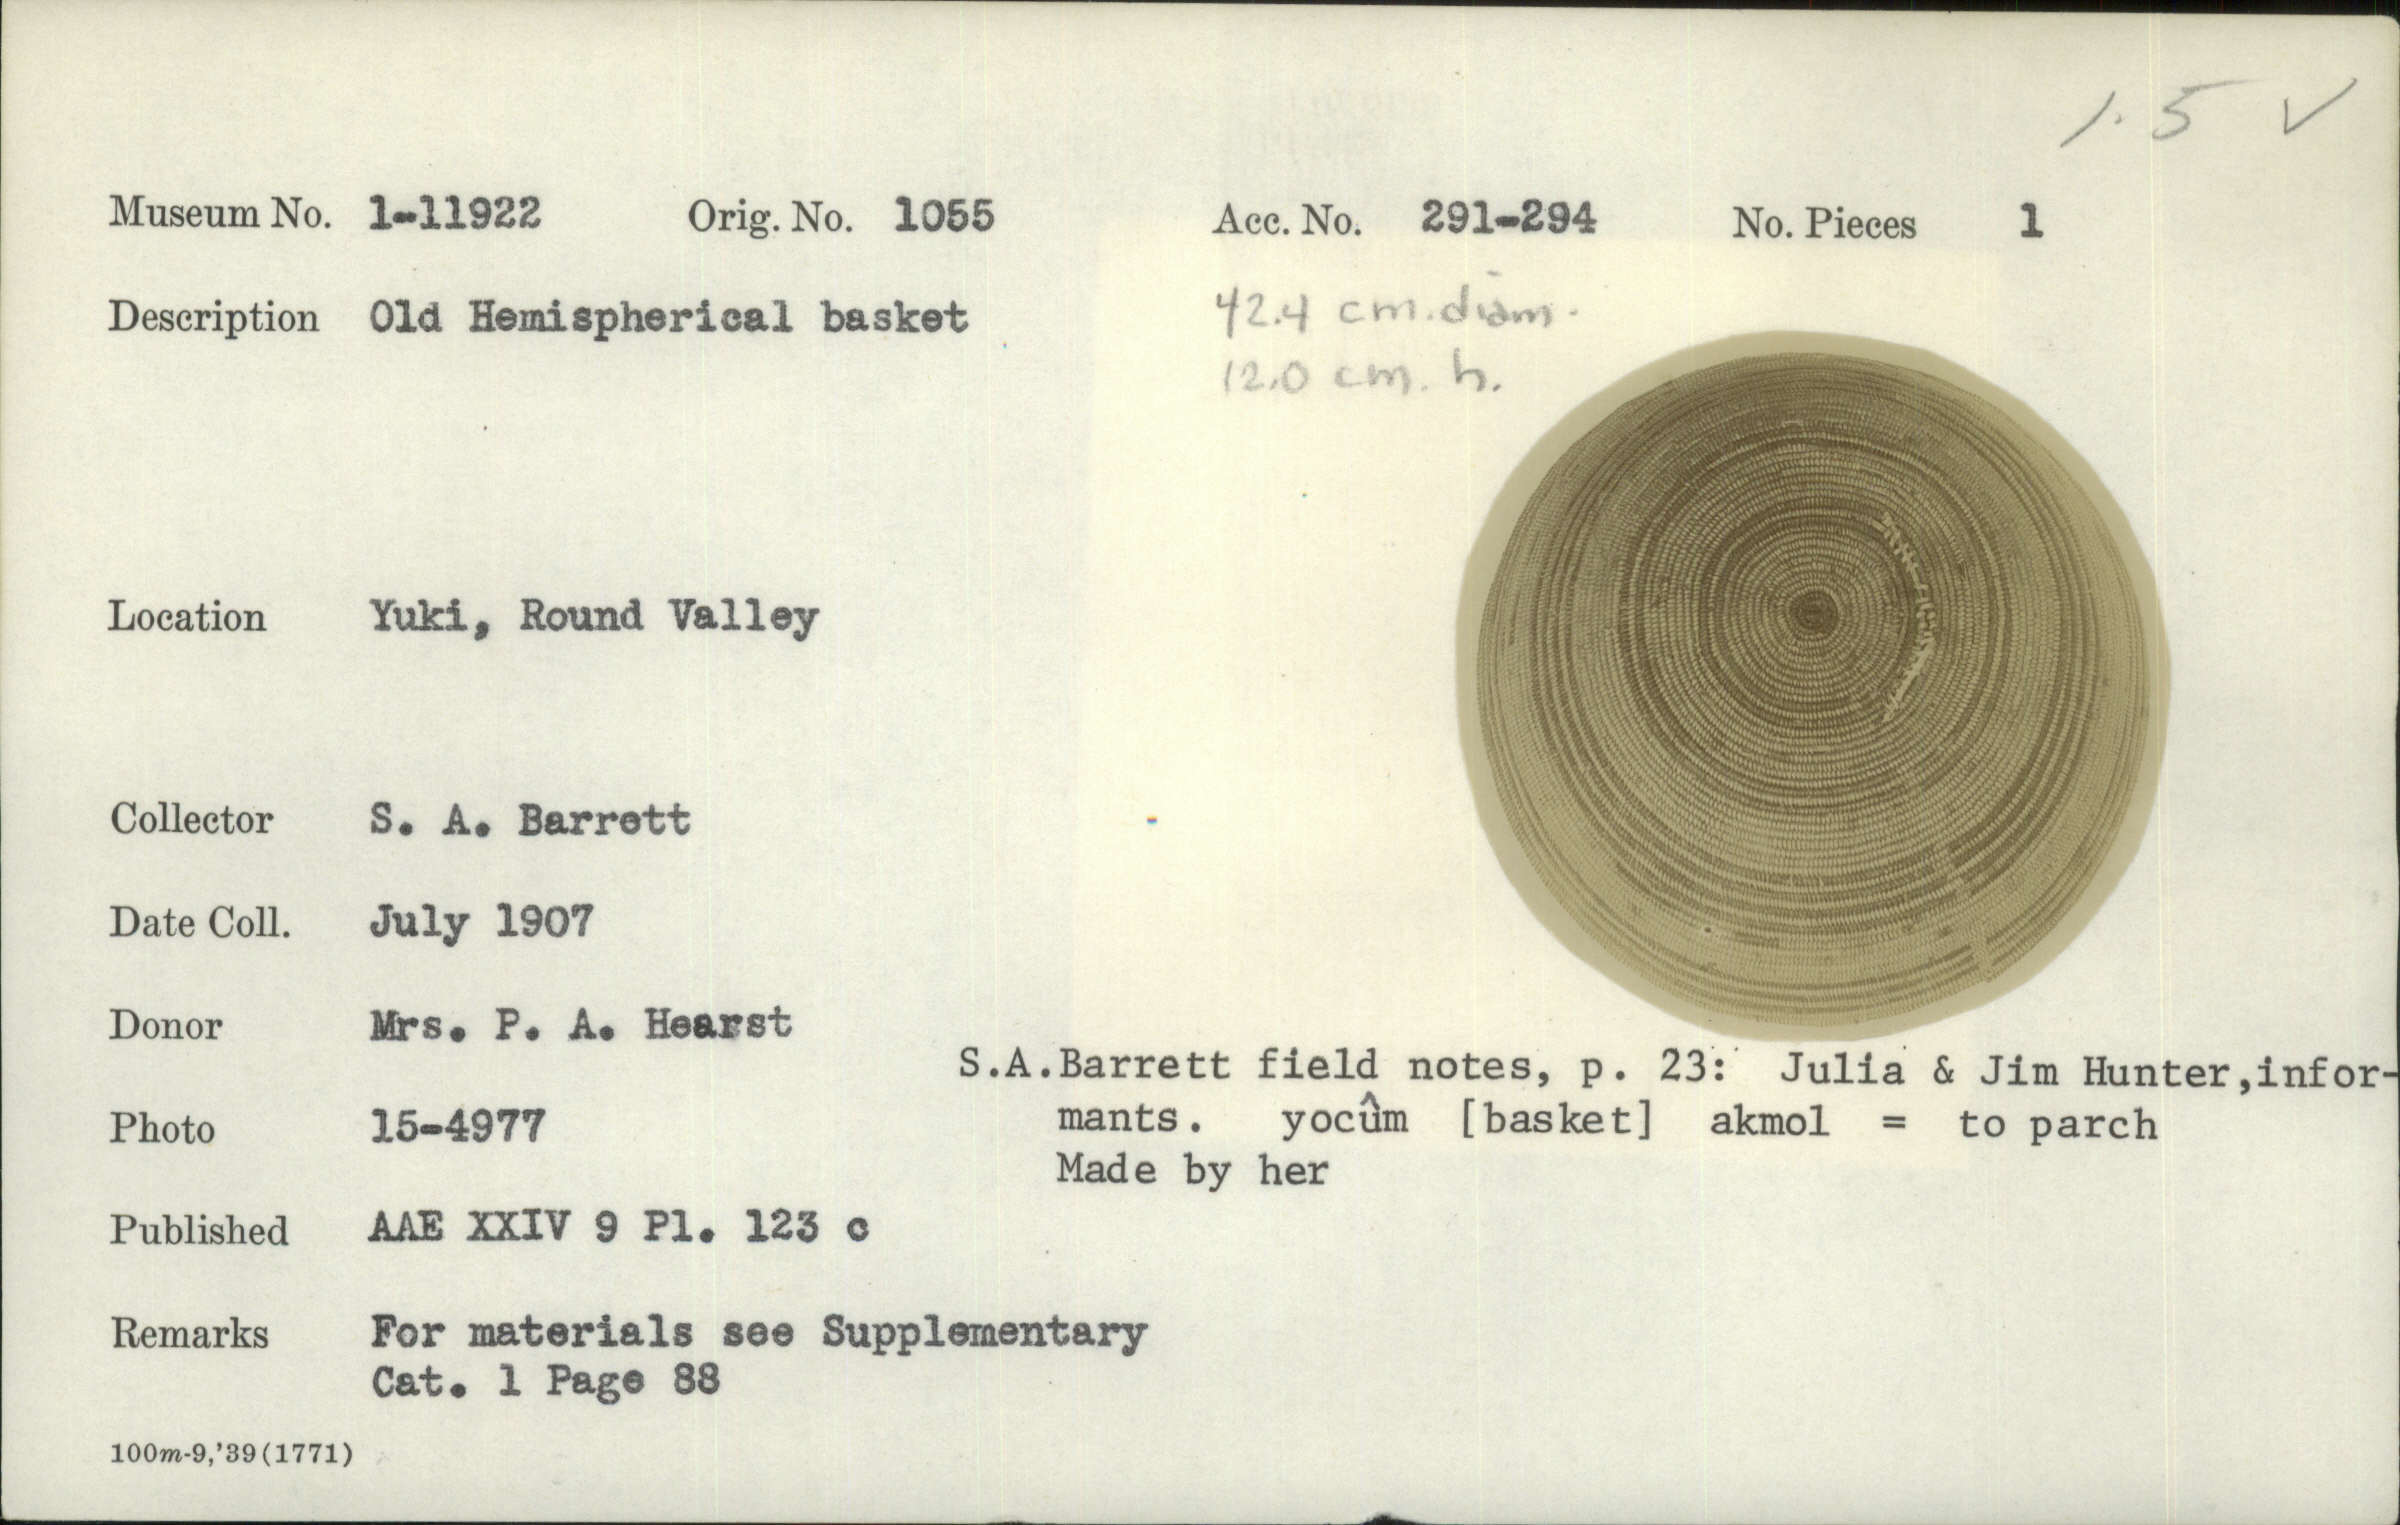 1.5 ✓
Museum No. 1-11922 Orig. No. 1055 Acc. No. 291-294 No. Pieces 1
Description Old Hemispherical basket
42.4 cm. diam.
12.0 cm. h.
Location Yuki, Round Valley
Collector S. A. Barrett
Date Coll. July 1907
Donor Mrs. P. A. Hearst
S.A.Barrett field notes, p. 23: Julia & Jim Hunter,infor-
mants. yocûm [basket] akmol = to parch
Made by her
Photo 15-4977
Published AAE XXIV 9 Pl. 123 c
Remarks For materials see Supplementary
Cat. 1 Page 88
100m-9,'39(1771)